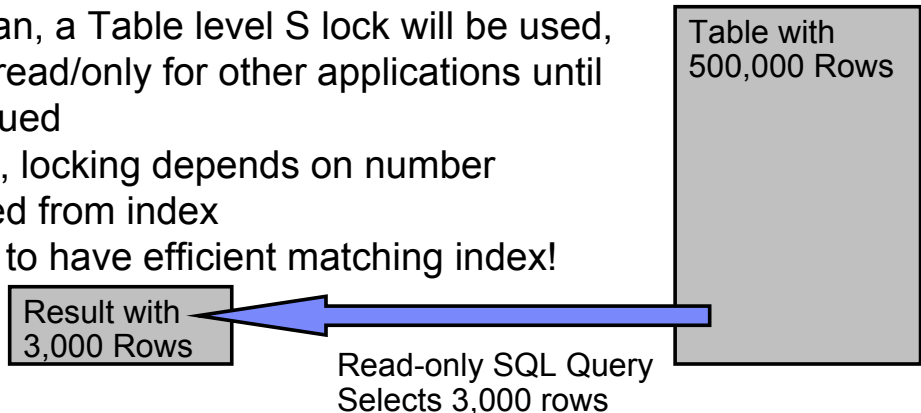 an, a Table level S lock will be used,
read/only for other applications until
ued
, locking depends on number
ed from index
to have efficient matching index!
Table with
500,000 Rows
Result with
3,000 Rows
Read-only SQL Query
Selects 3,000 rows